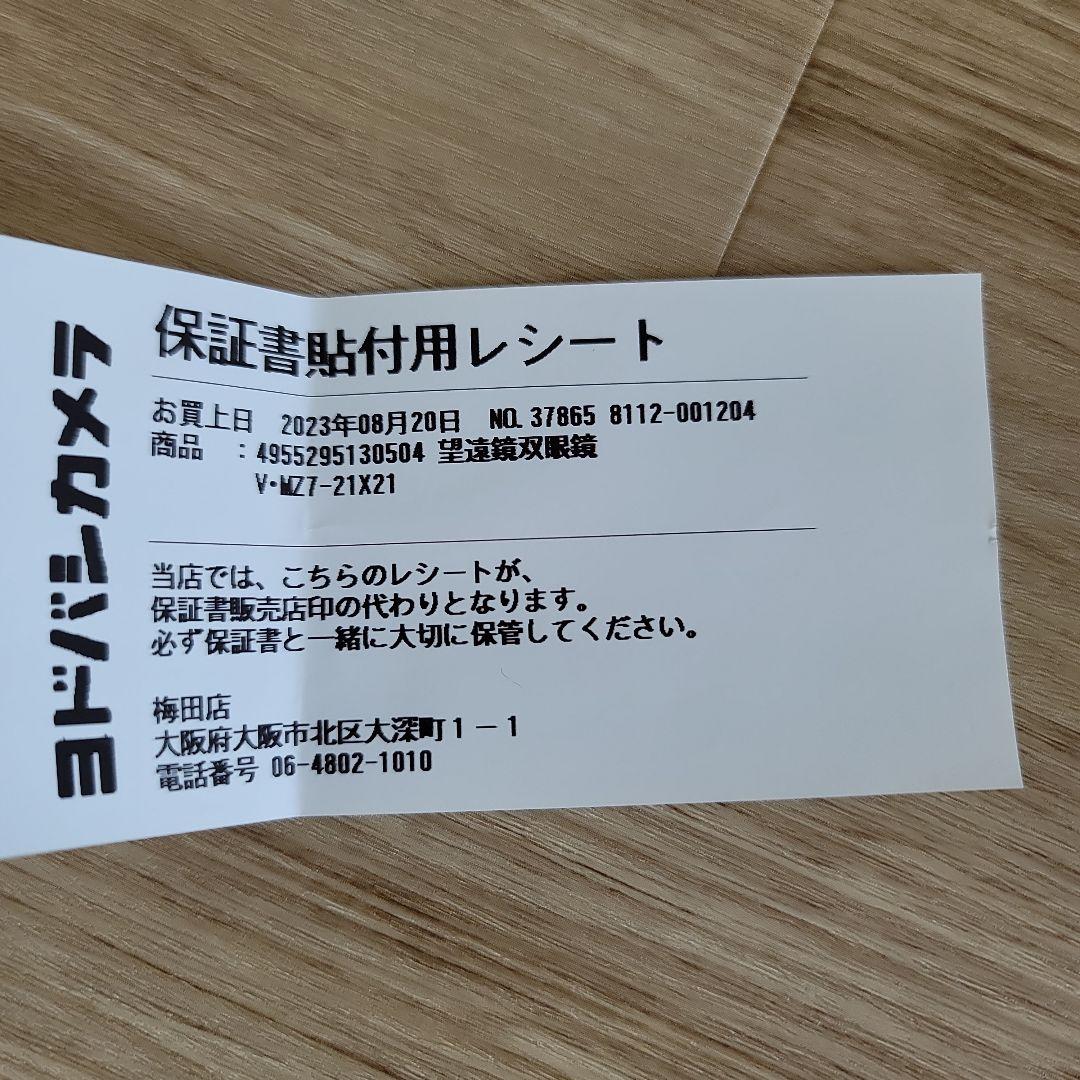 ヨドバシカメラ
保証書貼付用レシート
お買上日 2023年08月20日 NO. 37865 8112-001204
商品 : 4955295130504 望遠鏡双眼鏡
V・MZ7-21X21
当店では、こちらのレシートが、
保証書販売店印の代わりとなります。
必ず保証書と一緒に大切に保管してください。
梅田店
大阪府大阪市北区大深町1-1
電話番号 06-4802-1010